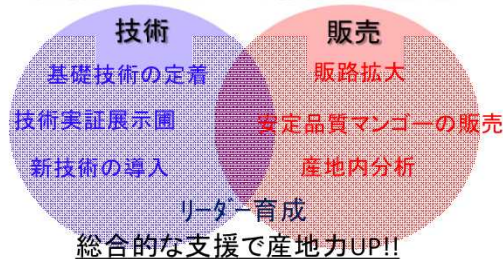 技術
販売
基礎技術の定着
販路拡大
技術実証展示圃
安定品質マンゴーの販売
新技術の導入
産地内分析
リーダー育成
総合的な支援で産地力UP!!